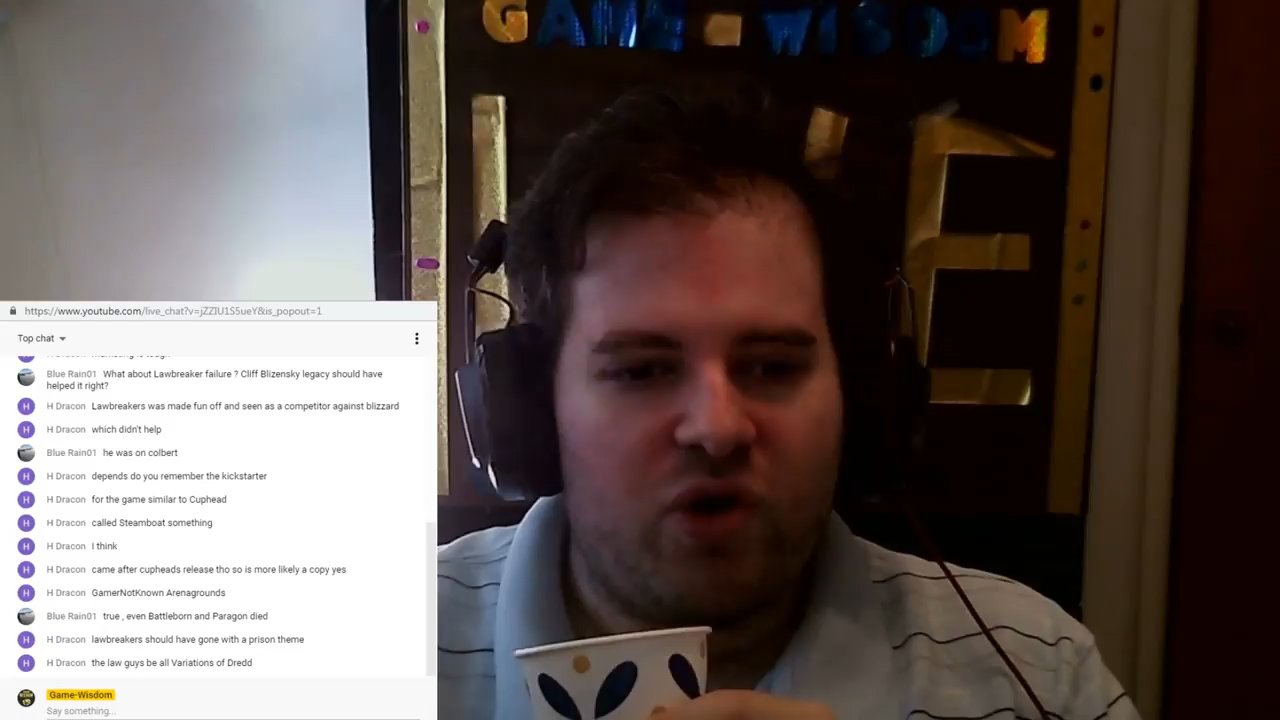 GAME-WISDOM
LIVE
https://www.youtube.com/live_chat?v=jZZIU1S5ueY&is_popout=1
Top chat
Blue Rain01 What about Lawbreaker failure ? Cliff Blizensky legacy should have
helped it right?
H H Dracon Lawbreakers was made fun off and seen as a competitor against blizzard
H H Dracon which didn't help
Blue Rain01 he was on colbert
H H Dracon depends do you remember the kickstarter
H H Dracon for the game similar to Cuphead
H H Dracon called Steamboat something
H H Dracon I think
H H Dracon came after cupheads release tho so is more likely a copy yes
H H Dracon GamerNotKnown Arenagrounds
Blue Rain01 true , even Battleborn and Paragon died
H H Dracon lawbreakers should have gone with a prison theme
H H Dracon the law guys be all Variations of Dredd
Game-Wisdom
Say something...